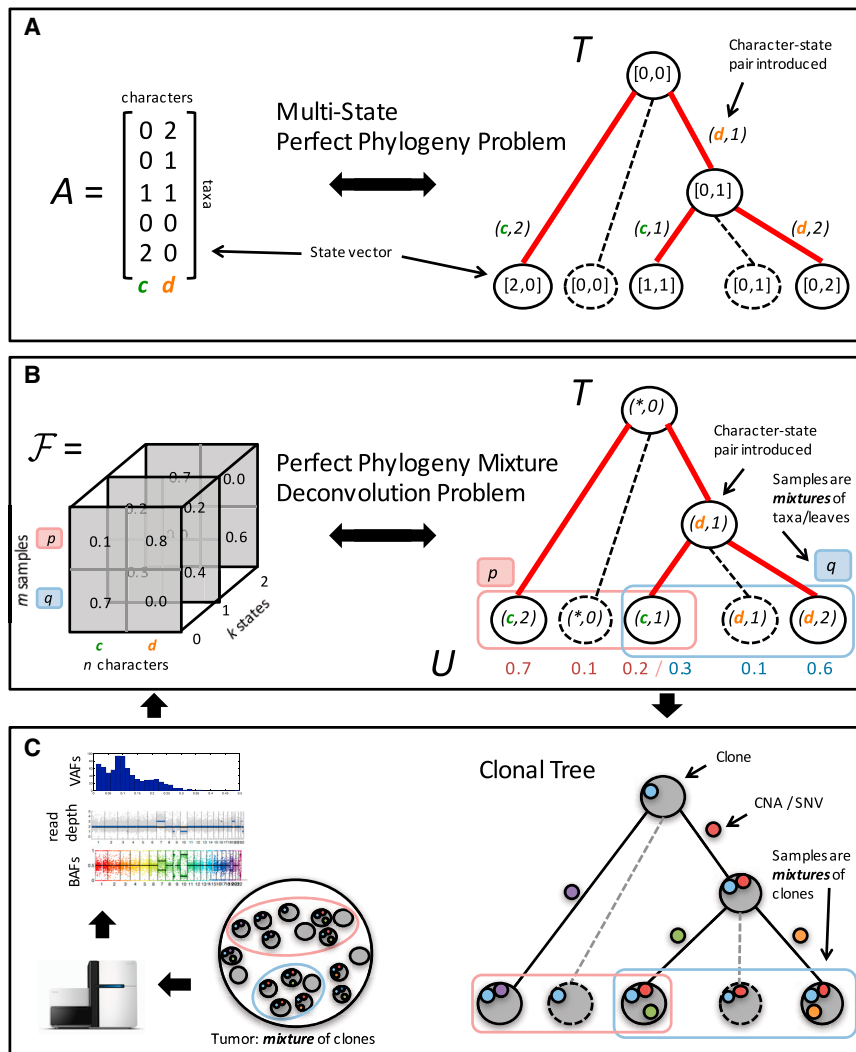 A
characters
A =
0 2
0 1
1 1
0 0
2 0
taxa
c d
Multi-State
Perfect Phylogeny Problem
State vector
T
Character-state
pair introduced
[0,0]
(d,1)
[0,1]
(c,2)
(c,1)
(d,2)
[2,0]
[0,0]
[1,1]
[0,1]
[0,2]
B
F =
0.7 0.0
0.2 0.2
0.1 0.8 0.0 0.6
0.3 0.4
0.7 0.0
m samples
p
q
c d
n characters
0
1
2
k states
Perfect Phylogeny Mixture
Deconvolution Problem
T
(*,0)
Character-state
pair introduced
Samples are
mixtures of
taxa/leaves
(d,1)
p
q
(c,2)
(*,0)
(c,1)
(d,1)
(d,2)
U
0.7 0.1 0.2 / 0.3 0.1 0.6
C
VAFs
read
depth
BAFs
Tumor: mixture of clones
Clonal Tree
Clone
CNA / SNV
Samples are
mixtures of
clones